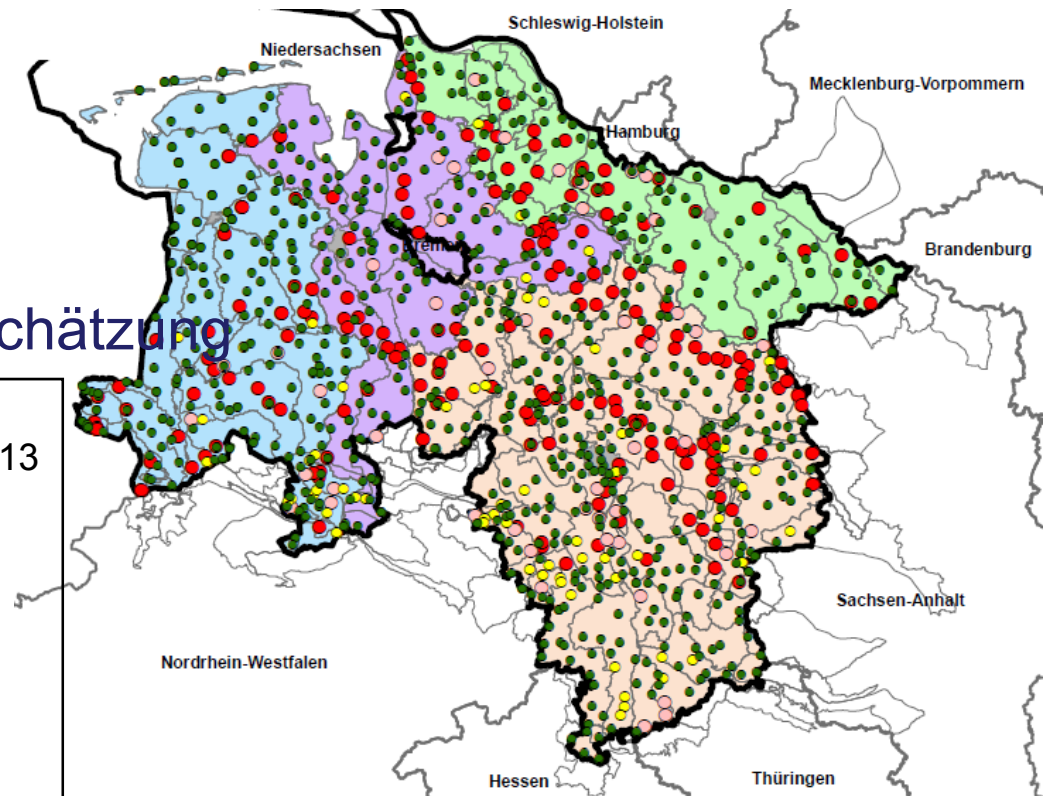 Schleswig-Holstein
Niedersachsen
Mecklenburg-Vorpommern
Hamburg
Bremen
Brandenburg
chätzung
13
Sachsen-Anhalt
Nordrhein-Westfalen
Hessen
Thüringen